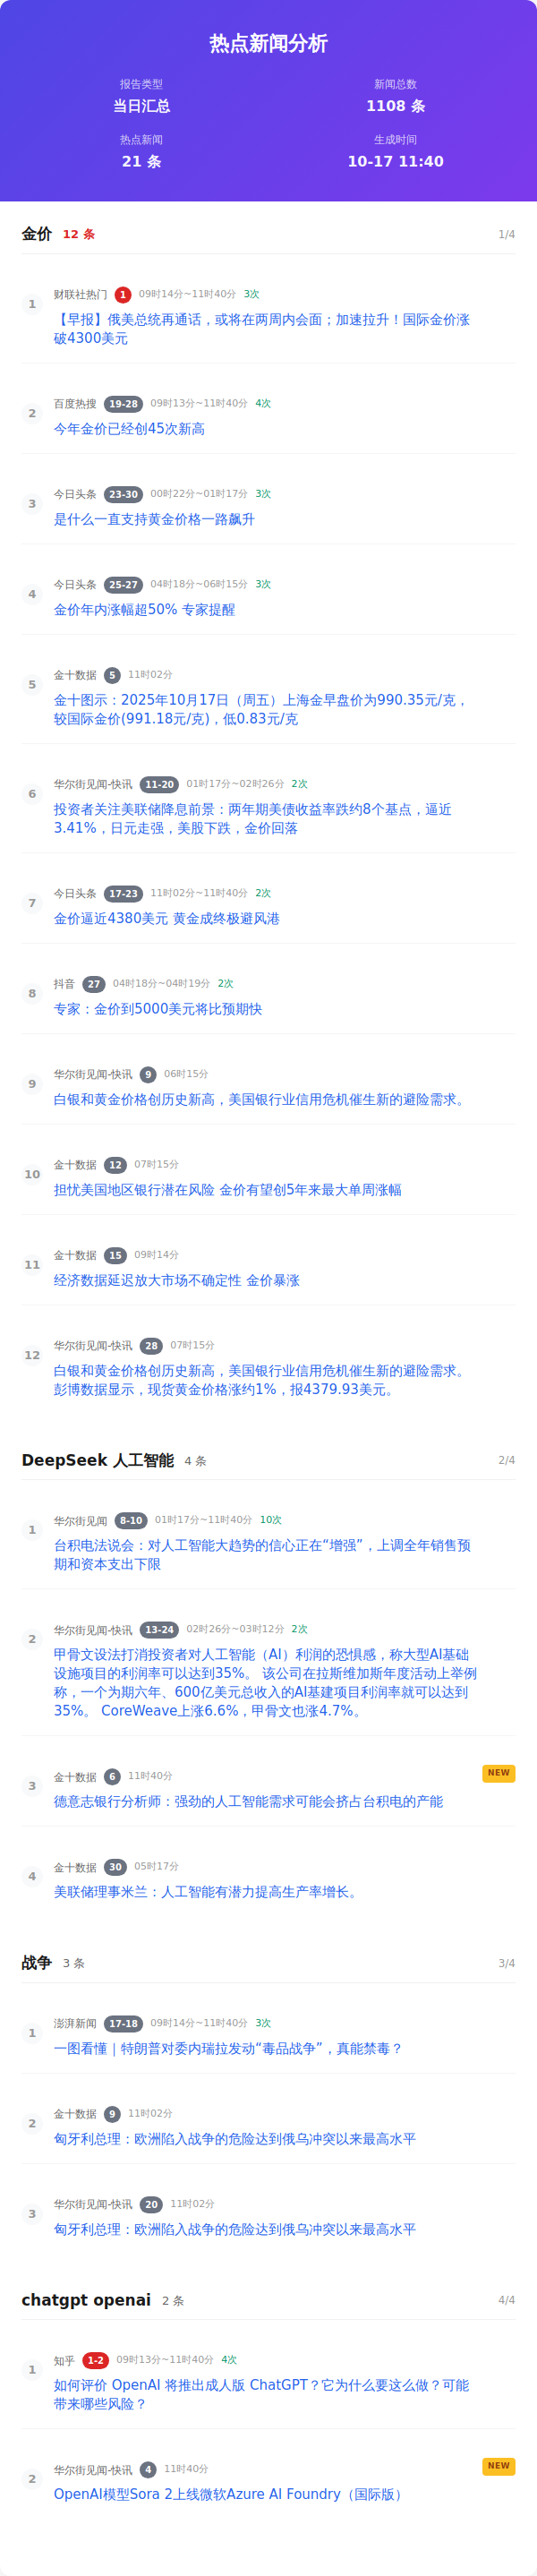 热点新闻分析
报告类型
当日汇总
新闻总数
1108 条
热点新闻
21 条
生成时间
10-17 11:40
金价 12 条 1/4
1
财联社热门 1 09时14分~11时40分 3次
【早报】俄美总统再通话，或将在两周内会面；加速拉升！国际金价涨
破4300美元
2
百度热搜 19-28 09时13分~11时40分 4次
今年金价已经创45次新高
3
今日头条 23-30 00时22分~01时17分 3次
是什么一直支持黄金价格一路飙升
4
今日头条 25-27 04时18分~06时15分 3次
金价年内涨幅超50% 专家提醒
5
金十数据 5 11时02分
金十图示：2025年10月17日（周五）上海金早盘价为990.35元/克，
较国际金价(991.18元/克)，低0.83元/克
6
华尔街见闻-快讯 11-20 01时17分~02时26分 2次
投资者关注美联储降息前景：两年期美债收益率跌约8个基点，逼近
3.41%，日元走强，美股下跌，金价回落
7
今日头条 17-23 11时02分~11时40分 2次
金价逼近4380美元 黄金成终极避风港
8
抖音 27 04时18分~04时19分 2次
专家：金价到5000美元将比预期快
9
华尔街见闻-快讯 9 06时15分
白银和黄金价格创历史新高，美国银行业信用危机催生新的避险需求。
10
金十数据 12 07时15分
担忧美国地区银行潜在风险 金价有望创5年来最大单周涨幅
11
金十数据 15 09时14分
经济数据延迟放大市场不确定性 金价暴涨
12
华尔街见闻-快讯 28 07时15分
白银和黄金价格创历史新高，美国银行业信用危机催生新的避险需求。
彭博数据显示，现货黄金价格涨约1%，报4379.93美元。
DeepSeek 人工智能 4 条 2/4
1
华尔街见闻 8-10 01时17分~11时40分 10次
台积电法说会：对人工智能大趋势的信心正在“增强”，上调全年销售预
期和资本支出下限
2
华尔街见闻-快讯 13-24 02时26分~03时12分 2次
甲骨文设法打消投资者对人工智能（AI）利润的恐惧感，称大型AI基础
设施项目的利润率可以达到35%。 该公司在拉斯维加斯年度活动上举例
称，一个为期六年、600亿美元总收入的AI基建项目利润率就可以达到
35%。 CoreWeave上涨6.6%，甲骨文也涨4.7%。
3
金十数据 6 11时40分 NEW
德意志银行分析师：强劲的人工智能需求可能会挤占台积电的产能
4
金十数据 30 05时17分
美联储理事米兰：人工智能有潜力提高生产率增长。
战争 3 条 3/4
1
澎湃新闻 17-18 09时14分~11时40分 3次
一图看懂｜特朗普对委内瑞拉发动“毒品战争”，真能禁毒？
2
金十数据 9 11时02分
匈牙利总理：欧洲陷入战争的危险达到俄乌冲突以来最高水平
3
华尔街见闻-快讯 20 11时02分
匈牙利总理：欧洲陷入战争的危险达到俄乌冲突以来最高水平
chatgpt openai 2 条 4/4
1
知乎 1-2 09时13分~11时40分 4次
如何评价 OpenAI 将推出成人版 ChatGPT？它为什么要这么做？可能
带来哪些风险？
2
华尔街见闻-快讯 4 11时40分 NEW
OpenAI模型Sora 2上线微软Azure AI Foundry（国际版）